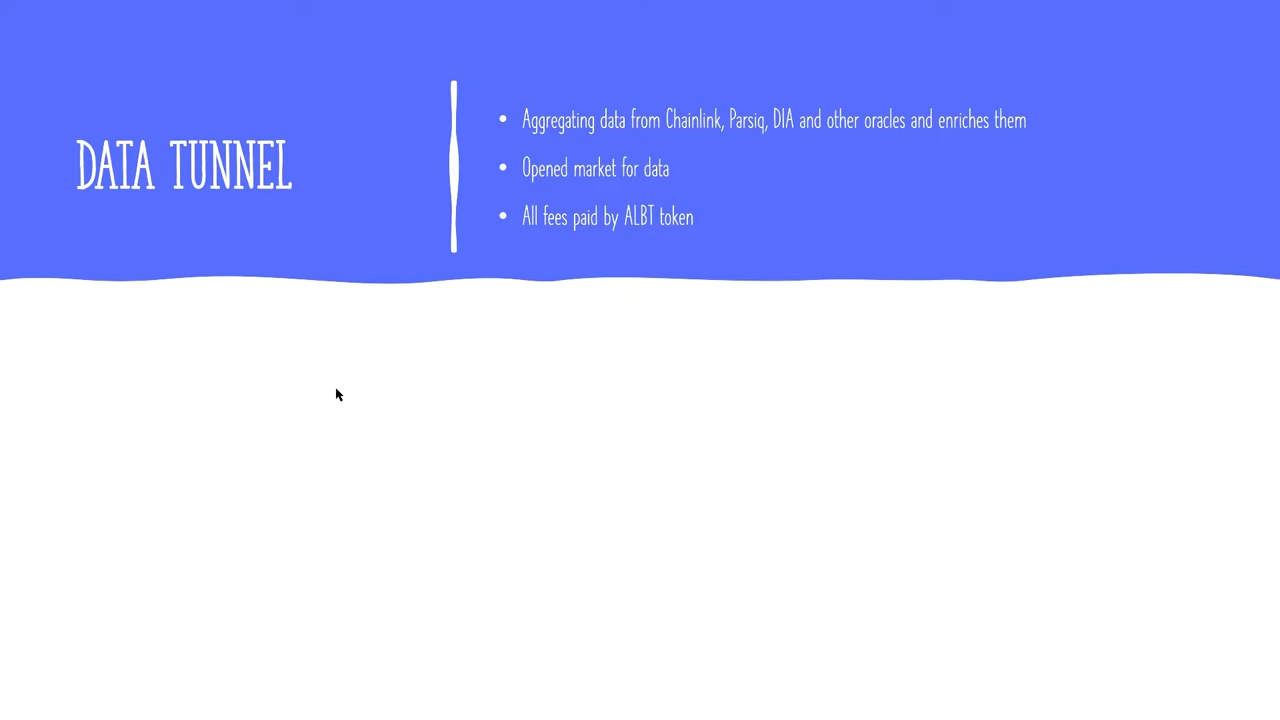 DATA TUNNEL
• Aggregating data from Chainlink, Parsiq, DIA and other oracles and enriches them
• Opened market for data
• All fees paid by ALBT token